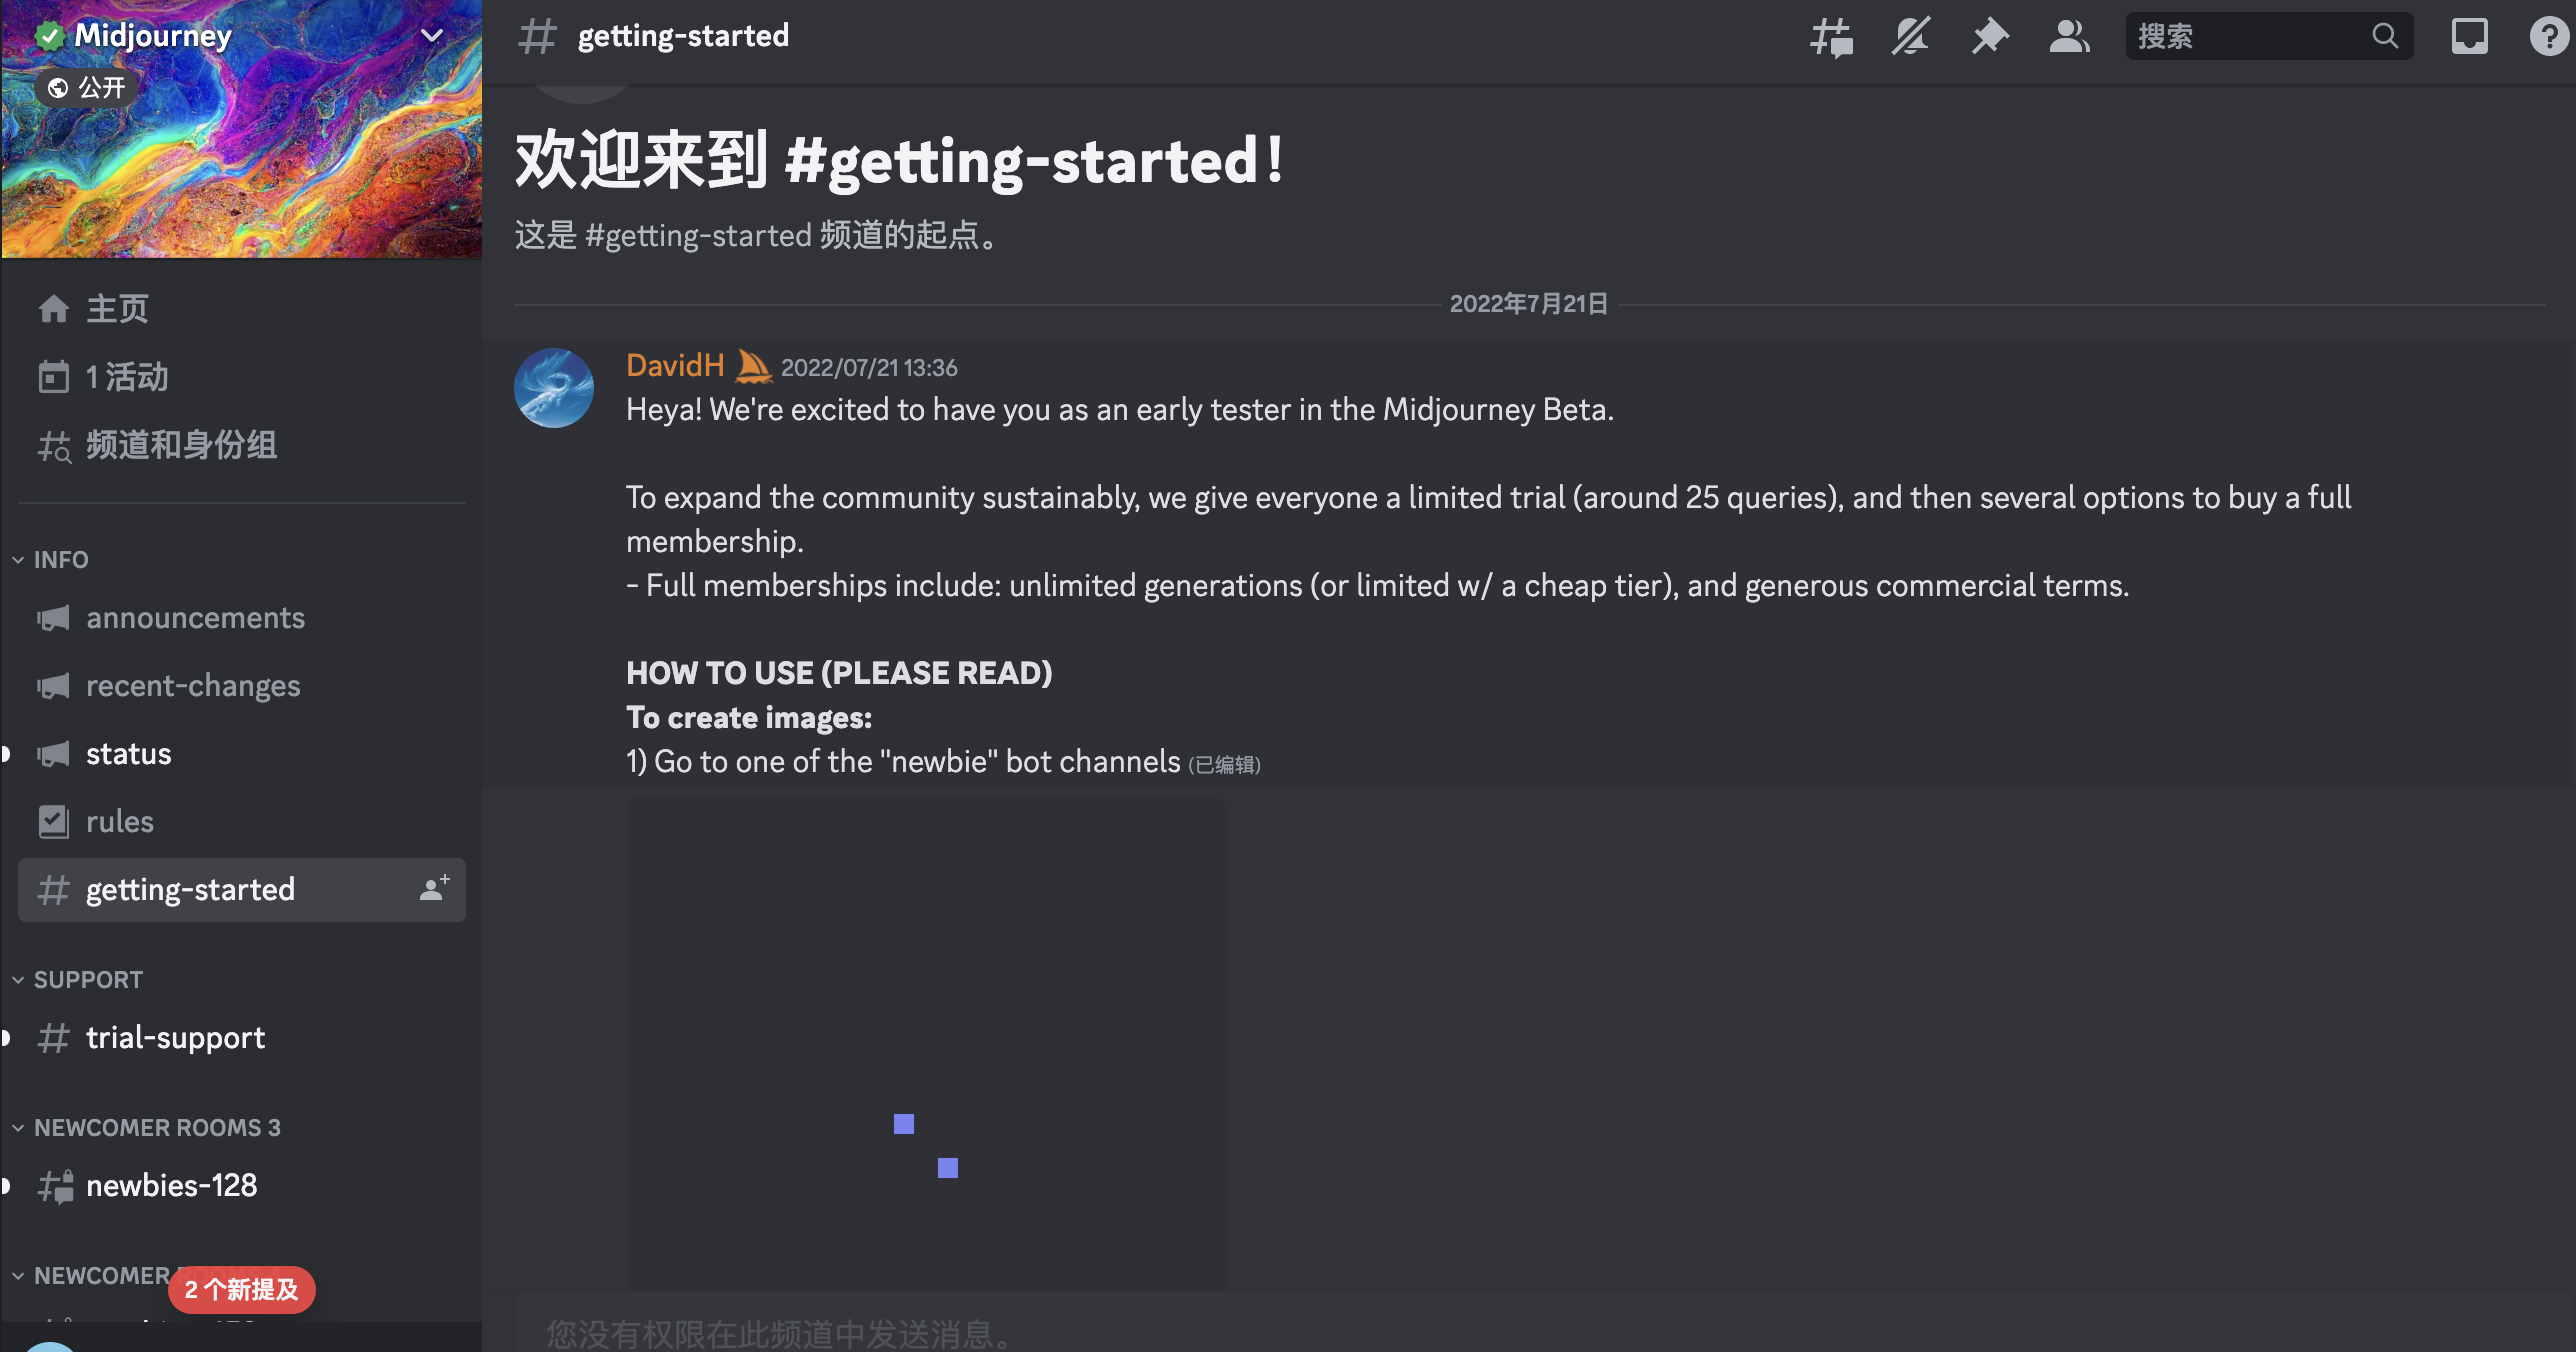 Midjourney
公开
主页
1 活动
频道和身份组
INFO
announcements
recent-changes
status
rules
getting-started
SUPPORT
trial-support
NEWCOMER ROOMS 3
newbies-128
NEWCOMER
2 个新提及
getting-started
搜索
欢迎来到 #getting-started！
这是 #getting-started 频道的起点。
2022年7月21日
DavidH 2022/07/21 13:36
Heya! We're excited to have you as an early tester in the Midjourney Beta.
To expand the community sustainably, we give everyone a limited trial (around 25 queries), and then several options to buy a full
membership.
- Full memberships include: unlimited generations (or limited w/ a cheap tier), and generous commercial terms.
HOW TO USE (PLEASE READ)
To create images:
1) Go to one of the "newbie" bot channels (已编辑)
您没有权限在此频道中发送消息。